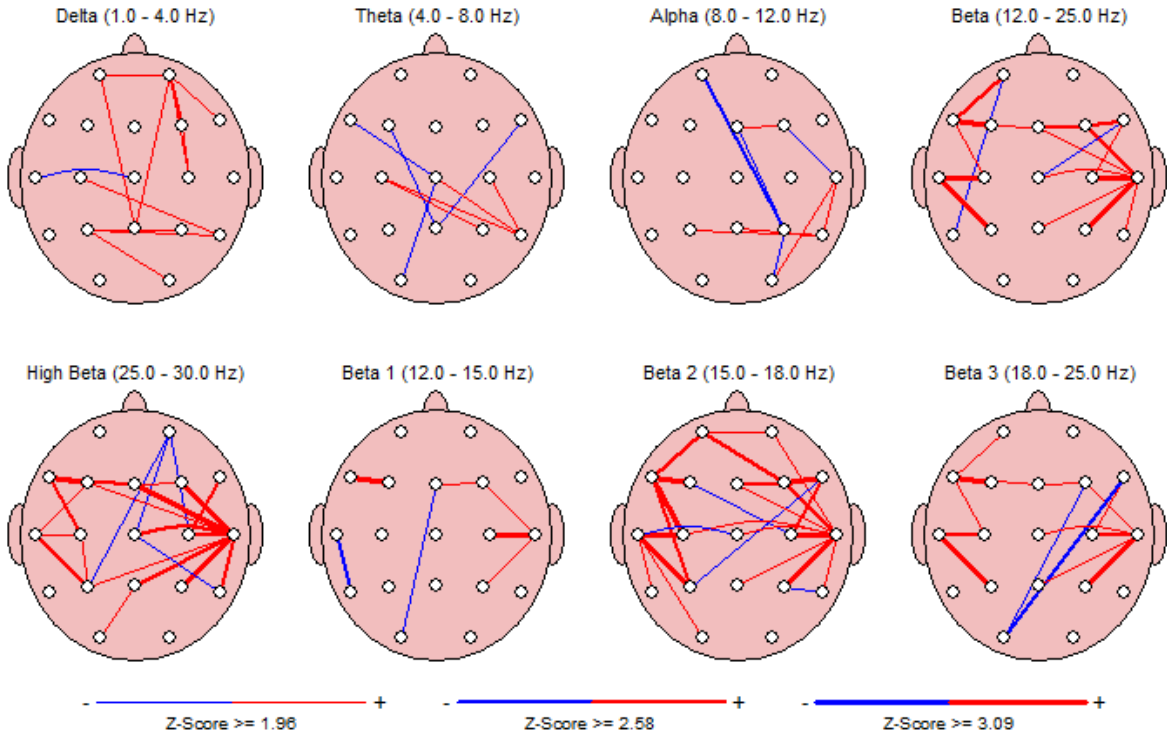 Delta (1.0 - 4.0 Hz) Theta (4.0 - 8.0 Hz) Alpha (8.0 - 12.0 Hz) Beta (12.0 - 25.0 Hz)
High Beta (25.0 - 30.0 Hz) Beta 1 (12.0 - 15.0 Hz) Beta 2 (15.0 - 18.0 Hz) Beta 3 (18.0 - 25.0 Hz)
- + - + - +
Z-Score >= 1.96 Z-Score >= 2.58 Z-Score >= 3.09